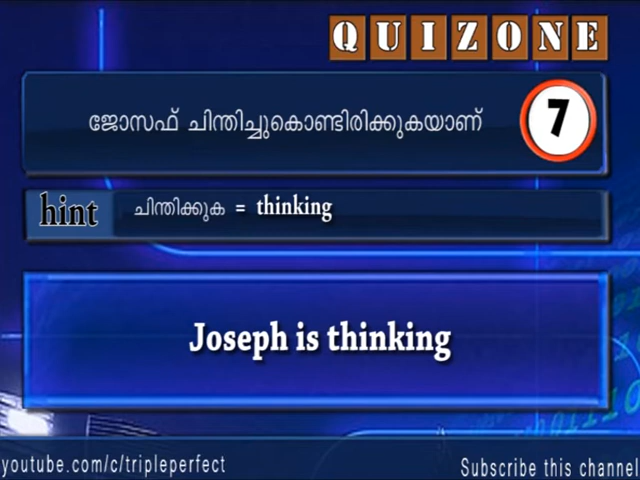 QUIZONE
ജോസഫ് ചിന്തിച്ചുകൊണ്ടിരിക്കുകയാണ്
7
hint
ചിന്തിക്കുക = thinking
Joseph is thinking
youtube.com/c/tripleperfect
Subscribe this channel